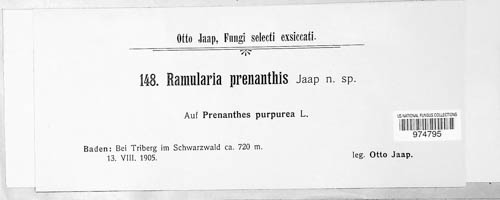 Otto Jaap, Fungi selecti exsiccati.
148. Ramularia prenanthis Jaap n. sp.
Auf Prenanthes purpurea L.
US NATIONAL FUNGUS COLLECTIONS
974795
Baden: Bei Triberg im Schwarzwald ca. 720 m.
13. VIII. 1905.
leg. Otto Jaap.